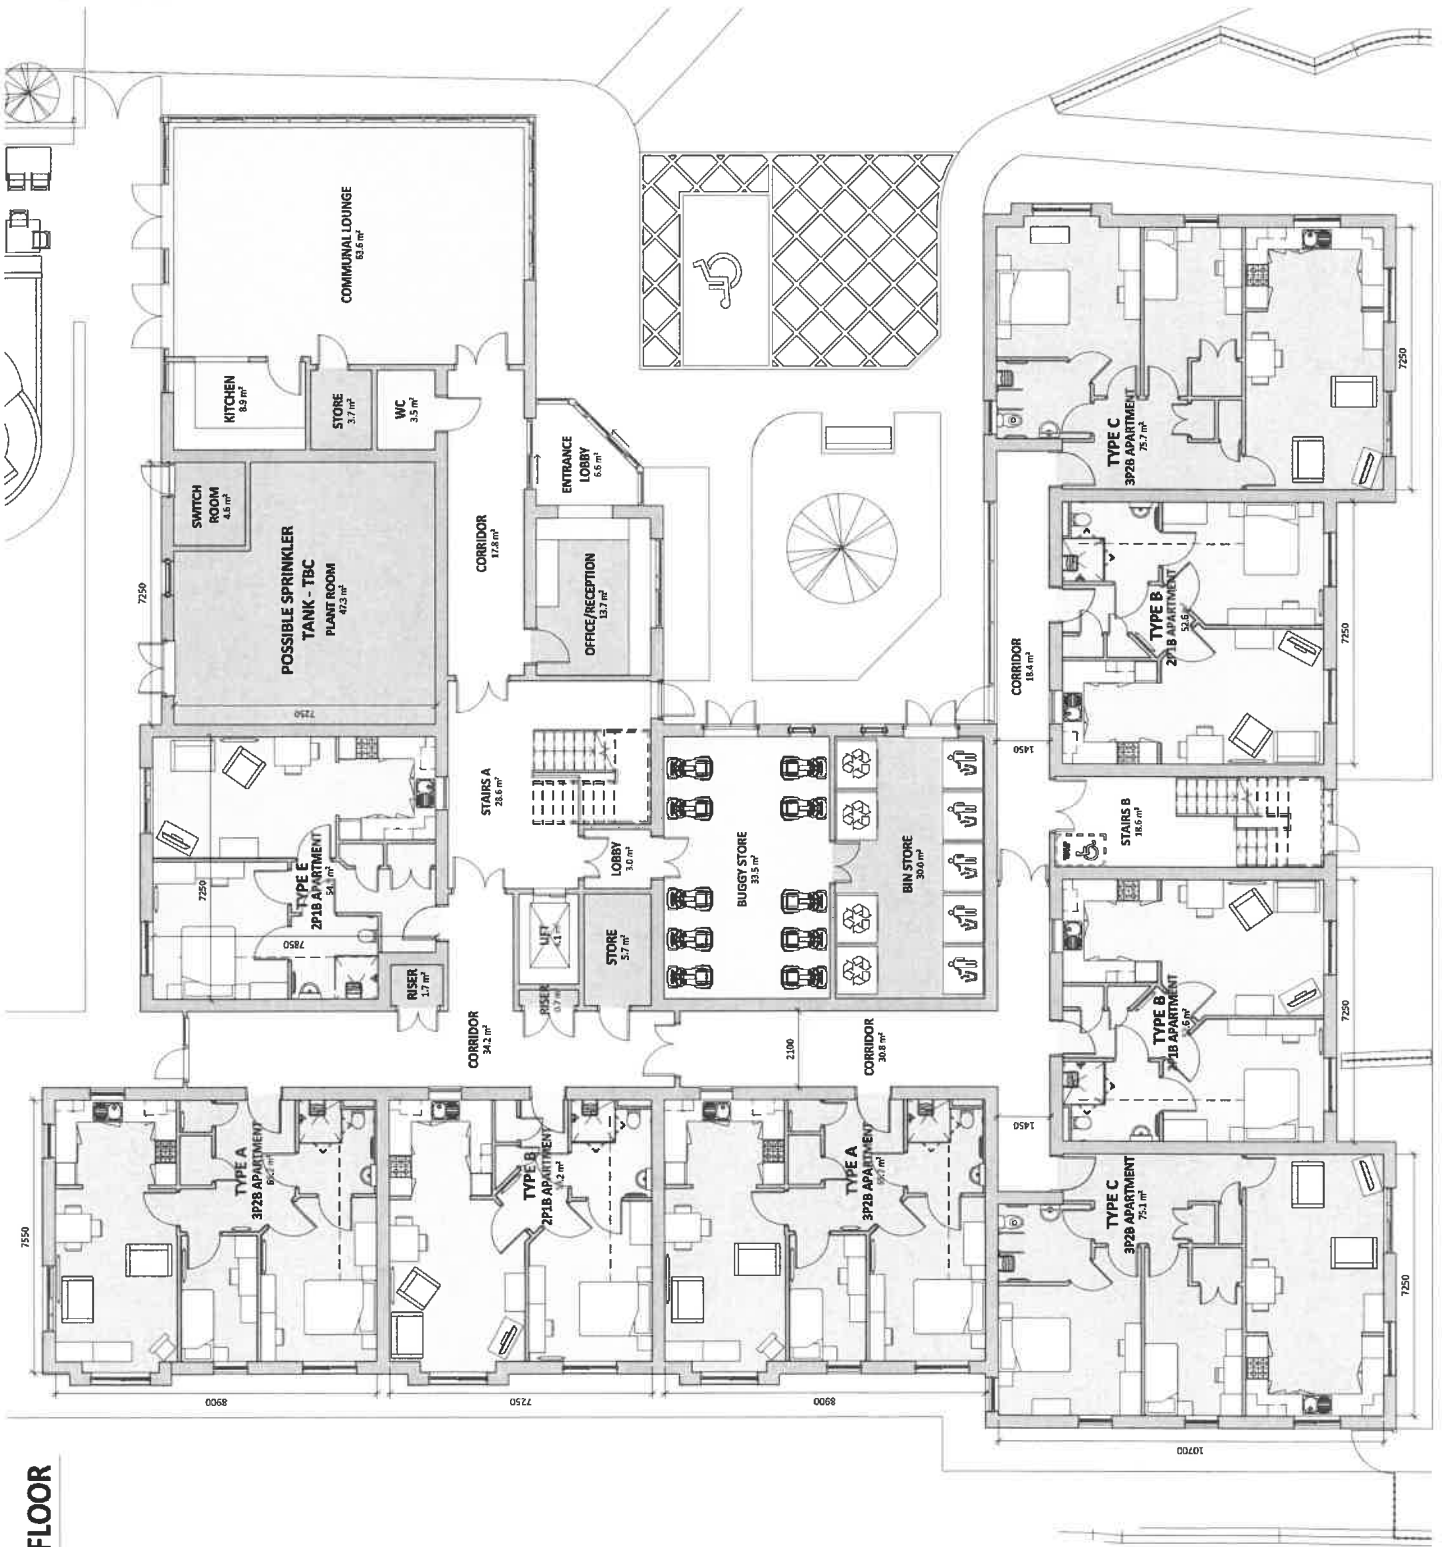 FLOOR
COMMUNAL LOUNGE
63.6 m²
KITCHEN
8.9 m²
STORE
3.7 m²
WC
3.5 m²
SWITCH
ROOM
4.6 m²
POSSIBLE SPRINKLER
TANK - TBC
PLANT ROOM
47.3 m²
7250
7250
CORRIDOR
17.8 m²
ENTRANCE
LOBBY
6.6 m²
OFFICE/RECEPTION
13.7 m²
TYPE E
2P1B APARTMENT
7250
7850
STAIRS A
28.6 m²
LOBBY
3.0 m²
LIFT
STORE
5.7 m²
RISER
1.7 m²
RISER
0.7 m²
BUGGY STORE
33.5 m²
BIN STORE
30.0 m²
CORRIDOR
34.2 m²
CORRIDOR
30.8 m²
2100
CORRIDOR
18.4 m²
1450
1450
STAIRS B
18.6 m²
TYPE C
3P2B APARTMENT
75.7 m²
7250
TYPE B
2P1B APARTMENT
52.6
7250
TYPE B
2P1B APARTMENT
7250
TYPE C
3P2B APARTMENT
75.1 m²
7250
10700
TYPE A
3P2B APARTMENT
7550
8900
TYPE B
2P1B APARTMENT
7250
TYPE A
3P2B APARTMENT
8900